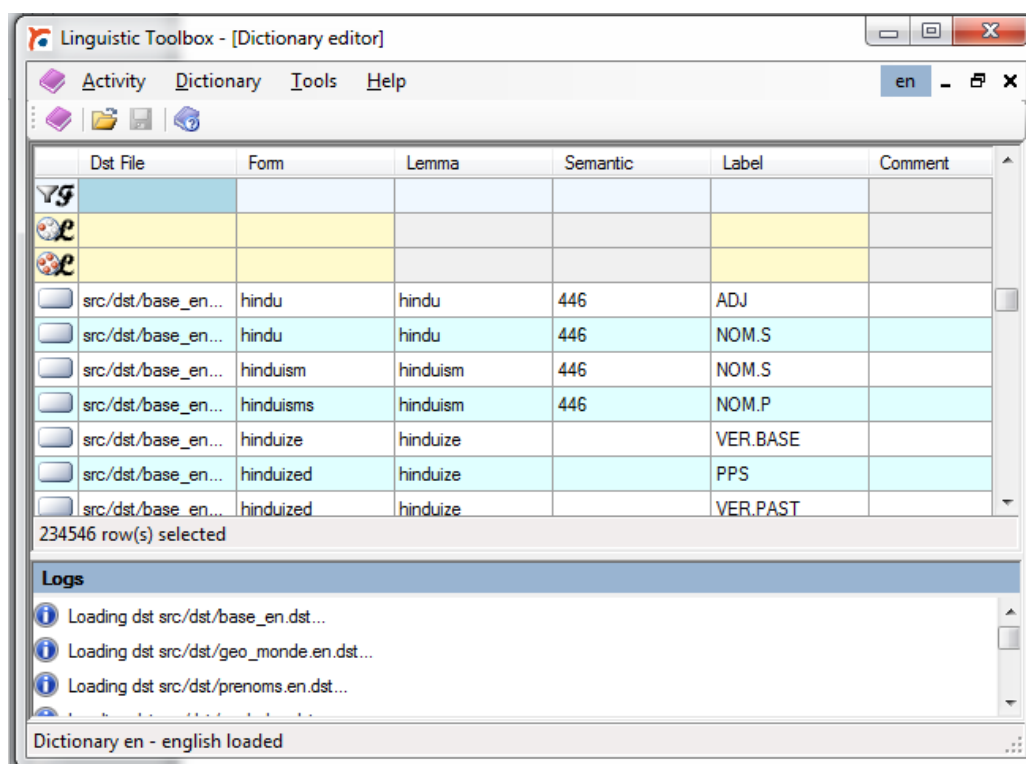 Linguistic Toolbox - [Dictionary editor]
Activity Dictionary Tools Help en
Dst File Form Lemma Semantic Label Comment
src/dst/base_en... hindu hindu 446 ADJ
src/dst/base_en... hindu hindu 446 NOM.S
src/dst/base_en... hinduism hinduism 446 NOM.S
src/dst/base_en... hinduisms hinduism 446 NOM.P
src/dst/base_en... hinduize hinduize VER.BASE
src/dst/base_en... hinduized hinduize PPS
src/dst/base_en... hinduized hinduize VER.PAST
234546 row(s) selected
Logs
Loading dst src/dst/base_en.dst...
Loading dst src/dst/geo_monde.en.dst...
Loading dst src/dst/prenoms.en.dst...
Dictionary en - english loaded